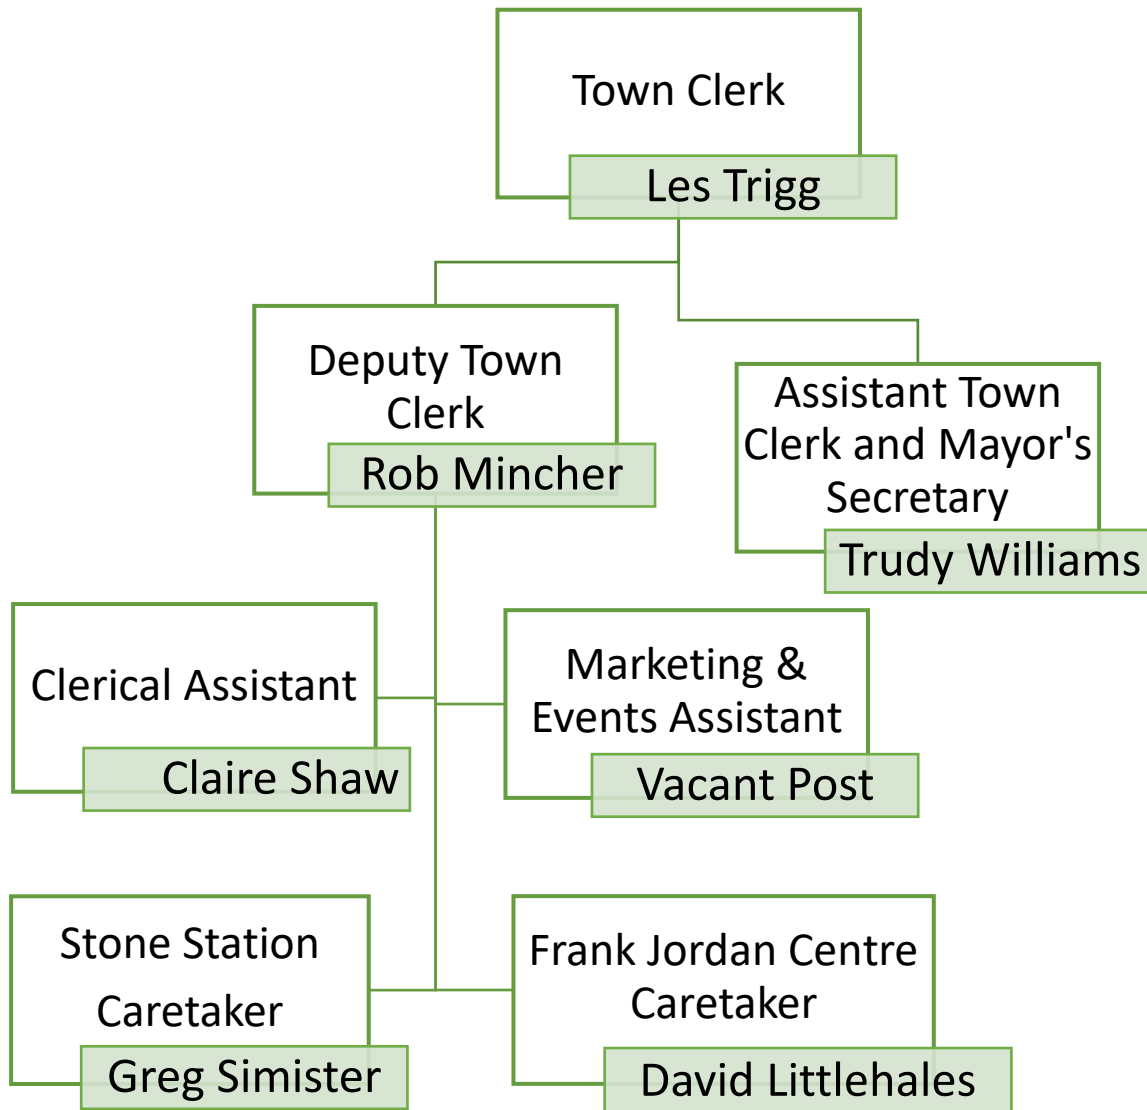 Town Clerk
Les Trigg
Deputy Town
Clerk
Rob Mincher
Assistant Town
Clerk and Mayor's
Secretary
Trudy Williams
Clerical Assistant
Claire Shaw
Marketing &
Events Assistant
Vacant Post
Stone Station
Caretaker
Greg Simister
Frank Jordan Centre
Caretaker
David Littlehales